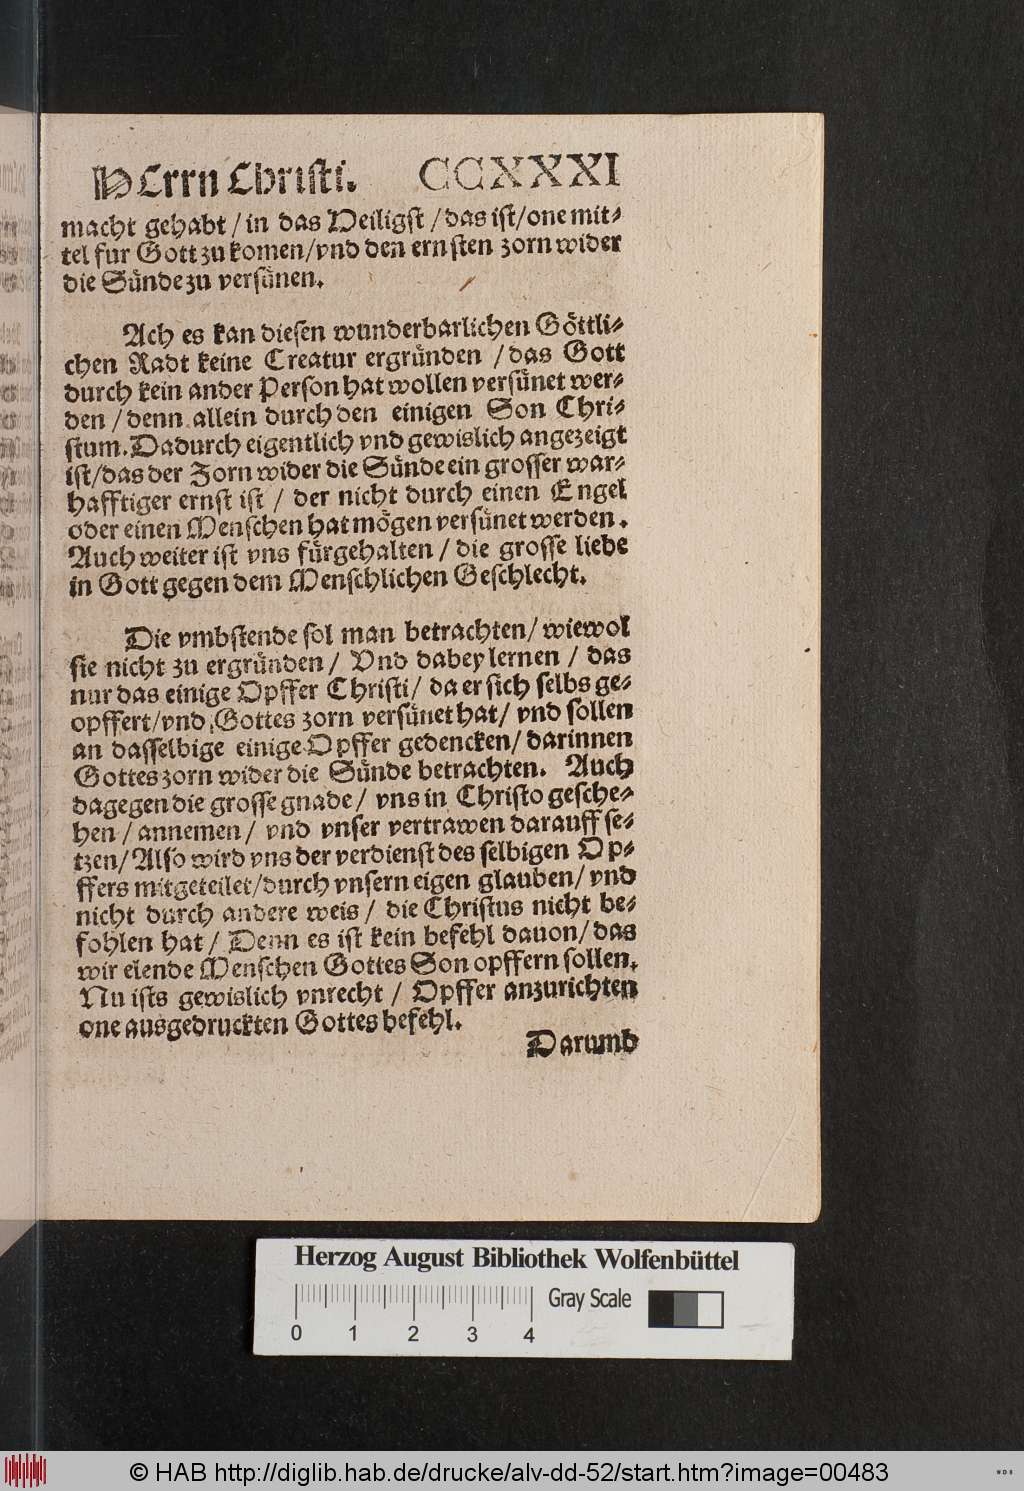 HErrn Christi. CCXXXI
macht gehabt / in das Heiligst / das ist / one mit⸗
tel fur Gott zu komen / vnd den ernsten zorn wider
die Sünde zu versünen.
Ach es kan diesen wunderbarlichen Göttli⸗
chen Radt keine Creatur ergründen / das Gott
durch kein ander Person hat wollen versünet wer⸗
den / denn allein durch den einigen Son Chri⸗
stum. Dadurch eigentlich vnd gewislich angezeigt
ist / das der Zorn wider die Sünde ein grosser war⸗
hafftiger ernst ist / der nicht durch einen Engel
oder einen Menschen hat mögen versünet werden.
Auch weiter ist vns fürgehalten / die grosse liebe
in Gott gegen dem Menschlichen Geschlecht.
Die vmbstende sol man betrachten / wiewol
sie nicht zu ergründen / Vnd dabey lernen / das
nur das einige Opffer Christi / da er sich selbs ge⸗
opffert / vnd Gottes zorn versünet hat / vnd sollen
an dasselbige einige Opffer gedencken / darinnen
Gottes zorn wider die Sünde betrachten. Auch
dagegen die grosse gnade / vns in Christo gesche⸗
hen / annemen / vnd vnser vertrawen darauff se⸗
tzen / Also wird vns der verdienst des selbigen Op⸗
ffers mitgeteilet / durch vnsern eigen glauben / vnd
nicht durch andere weis / die Christus nicht be⸗
fohlen hat / Denn es ist kein befehl dauon / das
wir elende Menschen Gottes Son opffern sollen.
Nu ists gewislich vnrecht / Opffer anzurichten
one ausgedruckten Gottes befehl.
Darumb
Herzog August Bibliothek Wolfenbüttel
Gray Scale
0 1 2 3 4
© HAB http://diglib.hab.de/drucke/alv-dd-52/start.htm?image=00483